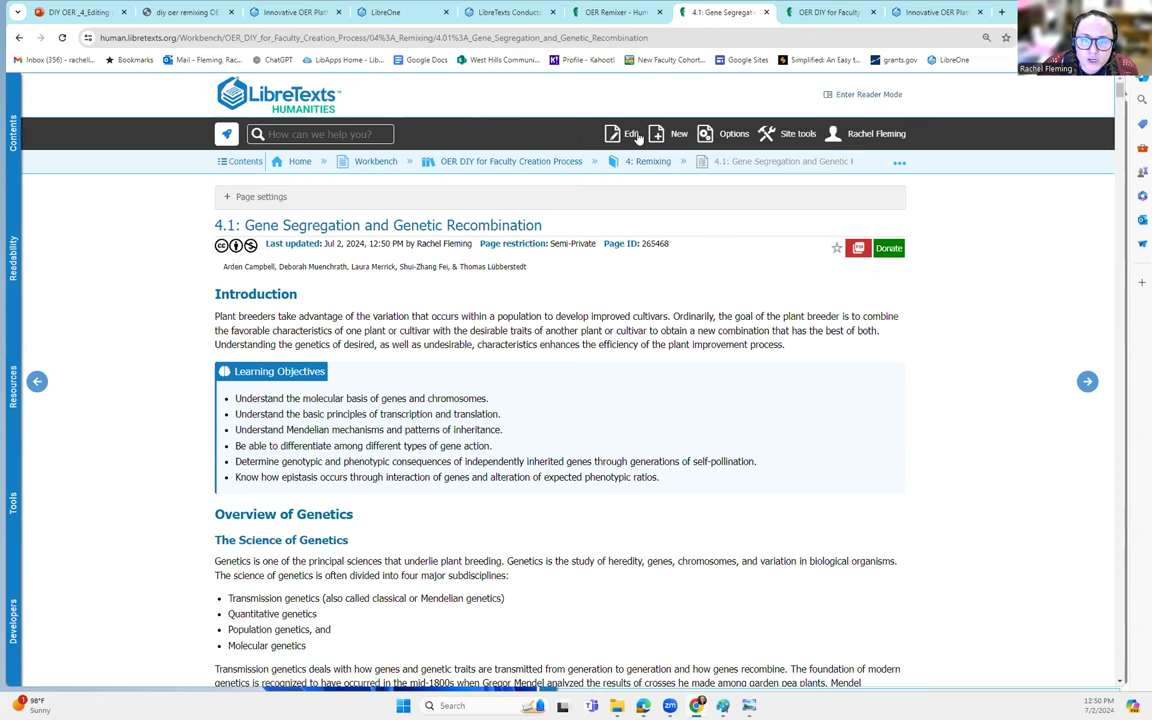 DIY OER _4_Editing
diy oer remixing OE
Innovative OER Plat
LibreOne
LibreTexts Conducto
OER Remixer - Hum
4.1: Gene Segregati
OER DIY for Faculty
Innovative OER Plat
human.libretexts.org/Workbench/OER_DIY_for_Faculty_Creation_Process/04%3A_Remixing/4.01%3A_Gene_Segregation_and_Genetic_Recombination
Inbox (356) - rachell...
Bookmarks
Mail - Fleming, Rac...
ChatGPT
LibApps Home - Lib...
Google Docs
West Hills Communi...
Profile - Kahoot!
New Faculty Cohort...
Google Sites
Simplified: An Easy t...
grants.gov
LibreOne
Rachel Fleming
LibreTexts
HUMANITIES
Enter Reader Mode
How can we help you?
Edit
New
Options
Site tools
Rachel Fleming
Contents
Home
Workbench
OER DIY for Faculty Creation Process
4: Remixing
4.1: Gene Segregation and Genetic
Contents
Readability
Resources
Tools
Developers
+ Page settings
4.1: Gene Segregation and Genetic Recombination
Last updated: Jul 2, 2024, 12:50 PM by Rachel Fleming Page restriction: Semi-Private Page ID: 265468
PDF
Donate
Arden Campbell, Deborah Muenchrath, Laura Merrick, Shui-Zhang Fei, & Thomas Lübberstedt
Introduction
Plant breeders take advantage of the variation that occurs within a population to develop improved cultivars. Ordinarily, the goal of the plant breeder is to combine
the favorable characteristics of one plant or cultivar with the desirable traits of another plant or cultivar to obtain a new combination that has the best of both.
Understanding the genetics of desired, as well as undesirable, characteristics enhances the efficiency of the plant improvement process.
Learning Objectives
• Understand the molecular basis of genes and chromosomes.
• Understand the basic principles of transcription and translation.
• Understand Mendelian mechanisms and patterns of inheritance.
• Be able to differentiate among different types of gene action.
• Determine genotypic and phenotypic consequences of independently inherited genes through generations of self-pollination.
• Know how epistasis occurs through interaction of genes and alteration of expected phenotypic ratios.
Overview of Genetics
The Science of Genetics
Genetics is one of the principal sciences that underlie plant breeding. Genetics is the study of heredity, genes, chromosomes, and variation in biological organisms.
The science of genetics is often divided into four major subdisciplines:
• Transmission genetics (also called classical or Mendelian genetics)
• Quantitative genetics
• Population genetics, and
• Molecular genetics
Transmission genetics deals with how genes and genetic traits are transmitted from generation to generation and how genes recombine. The foundation of modern
genetics is recognized to have occurred in the mid-1800s when Gregor Mendel analyzed the results of crosses he made among garden pea plants. Mendel
98°F
Sunny
Search
12:50 PM
7/2/2024